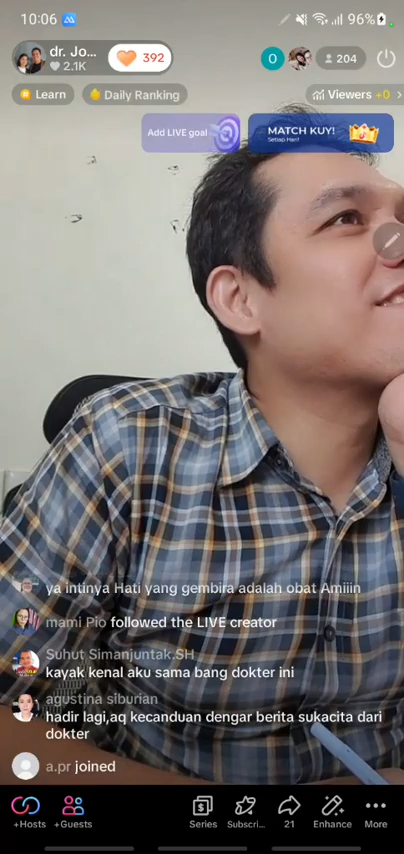 10:06
96%
dr. Jo...
2.1K
392
O
204
Learn
Daily Ranking
Viewers +0 >
Add LIVE goal
MATCH KUY!
Setiap Hari!
ya intinya Hati yang gembira adalah obat Amiiin
mami Pio followed the LIVE creator
Suhut Simanjuntak.SH
kayak kenal aku sama bang dokter ini
agustina siburian
hadir lagi,aq kecanduan dengar berita sukacita dari
dokter
a.pr joined
+Hosts
+Guests
Series
Subscri...
21
Enhance
More